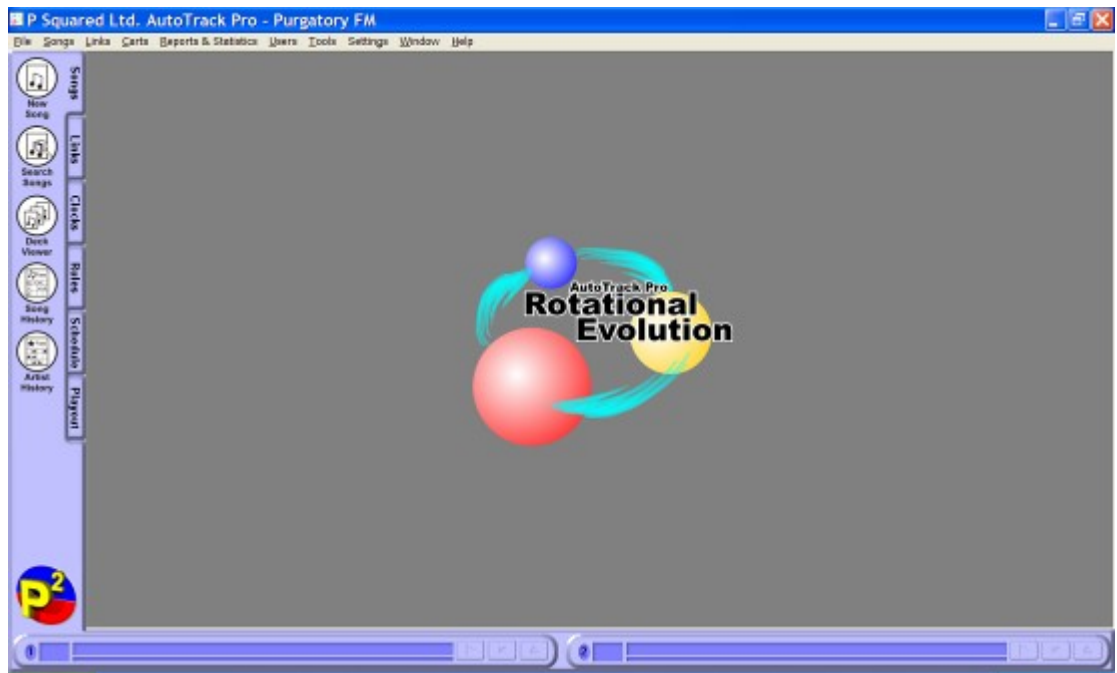 P Squared Ltd. AutoTrack Pro - Purgatory FM
File Songs Links Carts Reports & Statistics Users Tools Settings Window Help
New
Song
Search
Songs
Deck
Viewer
Song
History
Artist
History
Songs
Links
Clocks
Rules
Schedule
Playout
AutoTrack Pro
Rotational
Evolution
P2
1
2